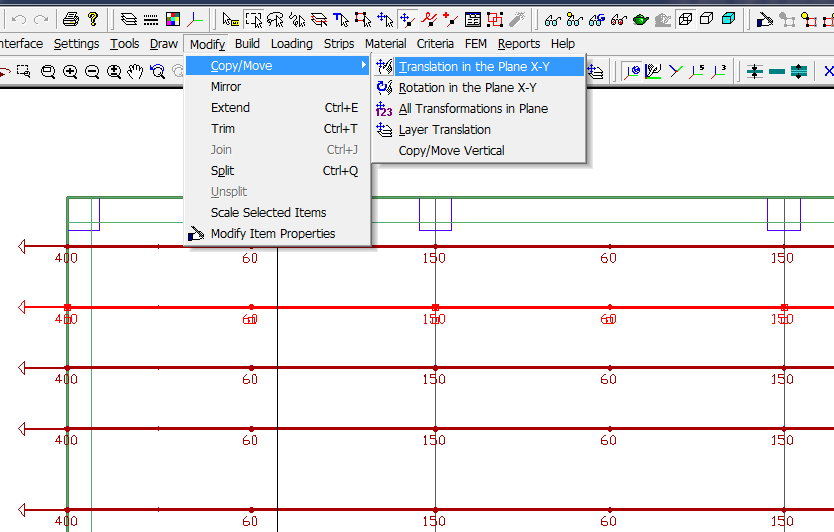 nterface Settings Tools Draw Modify Build Loading Strips Material Criteria FEM Reports Help
Copy/Move
Mirror
Extend Ctrl+E
Trim Ctrl+T
Join Ctrl+J
Split Ctrl+Q
Unsplit
Scale Selected Items
Modify Item Properties
Translation in the Plane X-Y
Rotation in the Plane X-Y
123 All Transformations in Plane
Layer Translation
Copy/Move Vertical
5 3
400 60 150 60 150
400 60 150 60 150
400 60 150 60 150
400 60 150 60 150
400 60 150 60 150